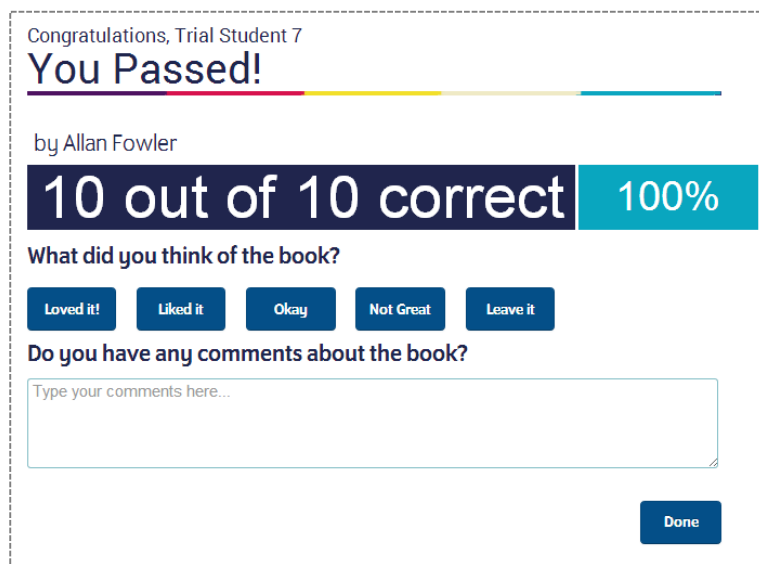 Congratulations, Trial Student 7
You Passed!
by Allan Fowler
10 out of 10 correct 100%
What did you think of the book?
Loved it! Liked it Okay Not Great Leave it
Do you have any comments about the book?
Type your comments here...
Done